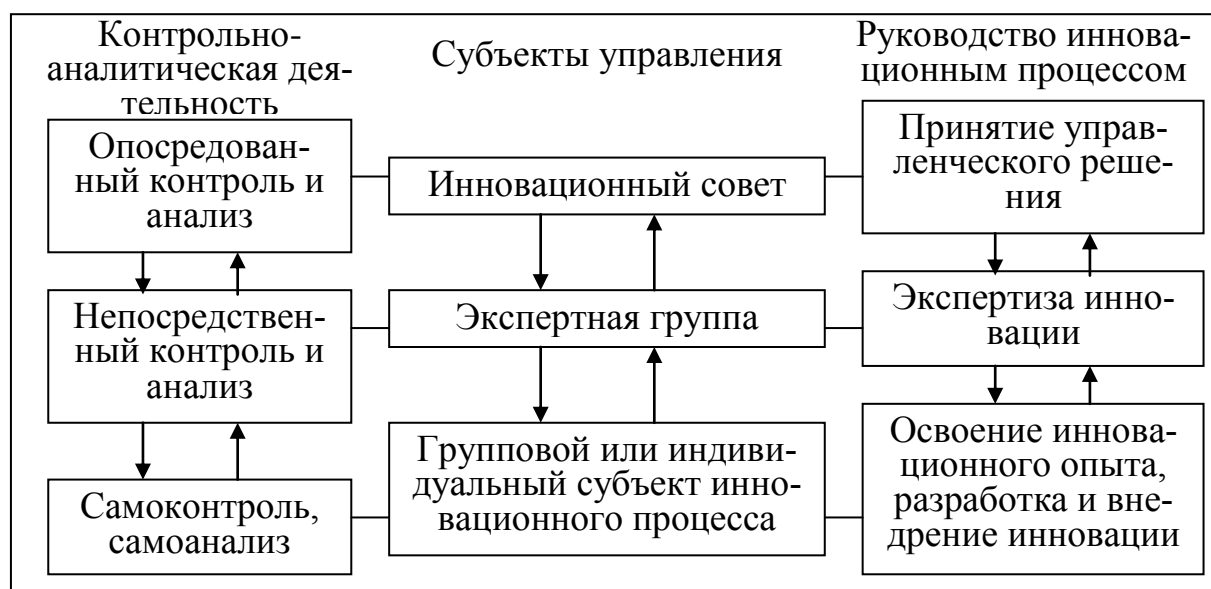 Контрольно-
аналитическая дея-
тельность
Субъекты управления
Руководство иннова-
ционным процессом
Опосредован-
ный контроль и
анализ
Инновационный совет
Принятие управ-
ленческого реше-
ния
Непосредствен-
ный контроль и
анализ
Экспертная группа
Экспертиза инно-
вации
Самоконтроль,
самоанализ
Групповой или индиви-
дуальный субъект инно-
вационного процесса
Освоение иннова-
ционного опыта,
разработка и вне-
дрение инновации